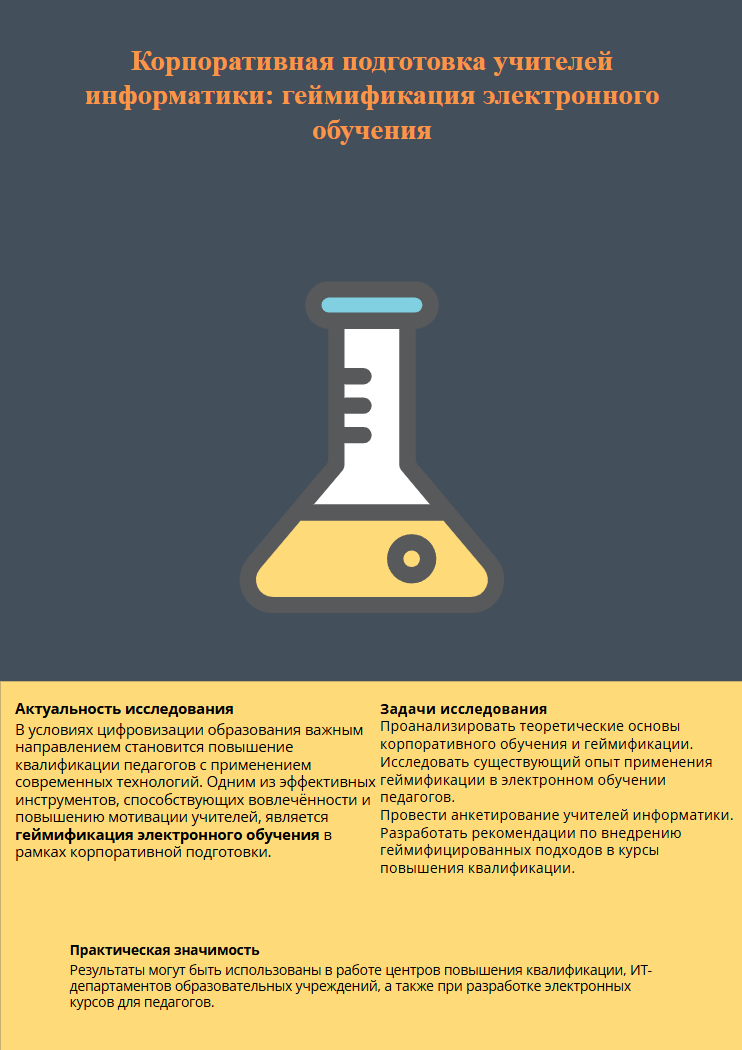 Корпоративная подготовка учителей
информатики: геймификация электронного
обучения
Актуальность исследования
В условиях цифровизации образования важным
направлением становится повышение
квалификации педагогов с применением
современных технологий. Одним из эффективных
инструментов, способствующих вовлечённости и
повышению мотивации учителей, является
геймификация электронного обучения в
рамках корпоративной подготовки.
Задачи исследования
Проанализировать теоретические основы
корпоративного обучения и геймификации.
Исследовать существующий опыт применения
геймификации в электронном обучении
педагогов.
Провести анкетирование учителей информатики.
Разработать рекомендации по внедрению
геймифицированных подходов в курсы
повышения квалификации.
Практическая значимость
Результаты могут быть использованы в работе центров повышения квалификации, ИТ-
департаментов образовательных учреждений, а также при разработке электронных
курсов для педагогов.